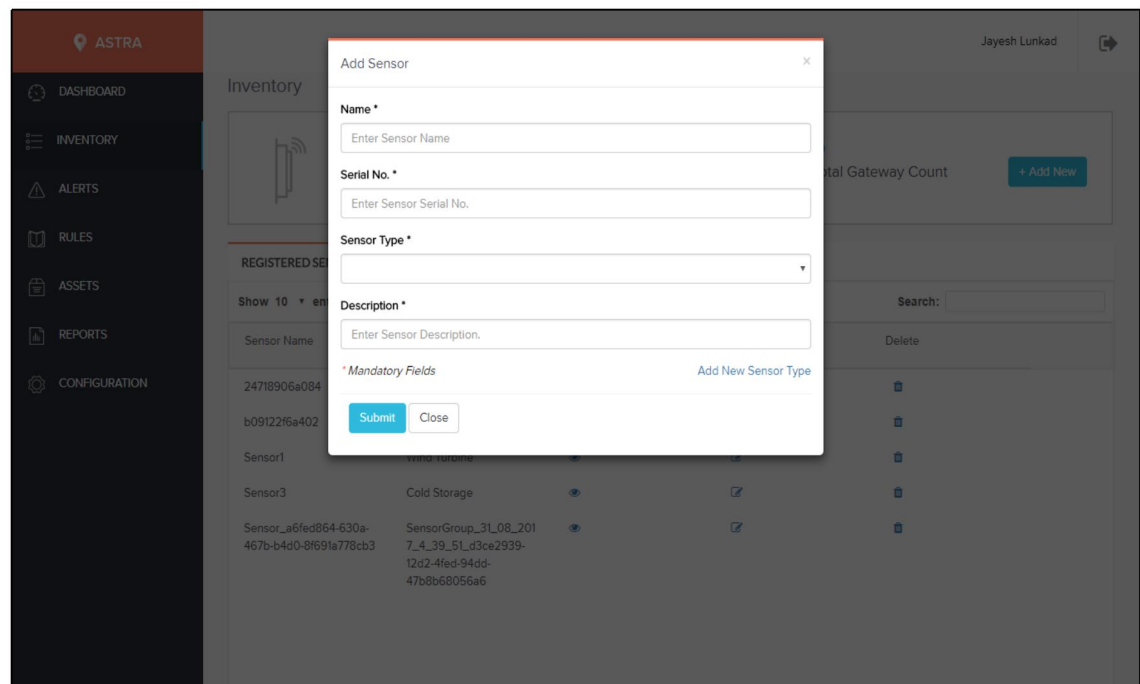 ASTRA
Jayesh Lunkad
DASHBOARD
INVENTORY
ALERTS
RULES
ASSETS
REPORTS
CONFIGURATION
Inventory
Add Sensor
×
Name *
Enter Sensor Name
Serial No. *
Enter Sensor Serial No.
Sensor Type *
Description *
Enter Sensor Description.
* Mandatory Fields
Add New Sensor Type
Submit
Close
Gateway Count
+ Add New
REGISTERED
Show 10
Search:
Sensor Name
Delete
24718906a084
b09122f6a402
Sensor1
Wind Turbine
Sensor3
Cold Storage
Sensor_a6fed864-630a-
467b-b4d0-8f691a778cb3
SensorGroup_31_08_201
7_4_39_51_d3ce2939-
12d2-4fed-94dd-
47b8b68056a6